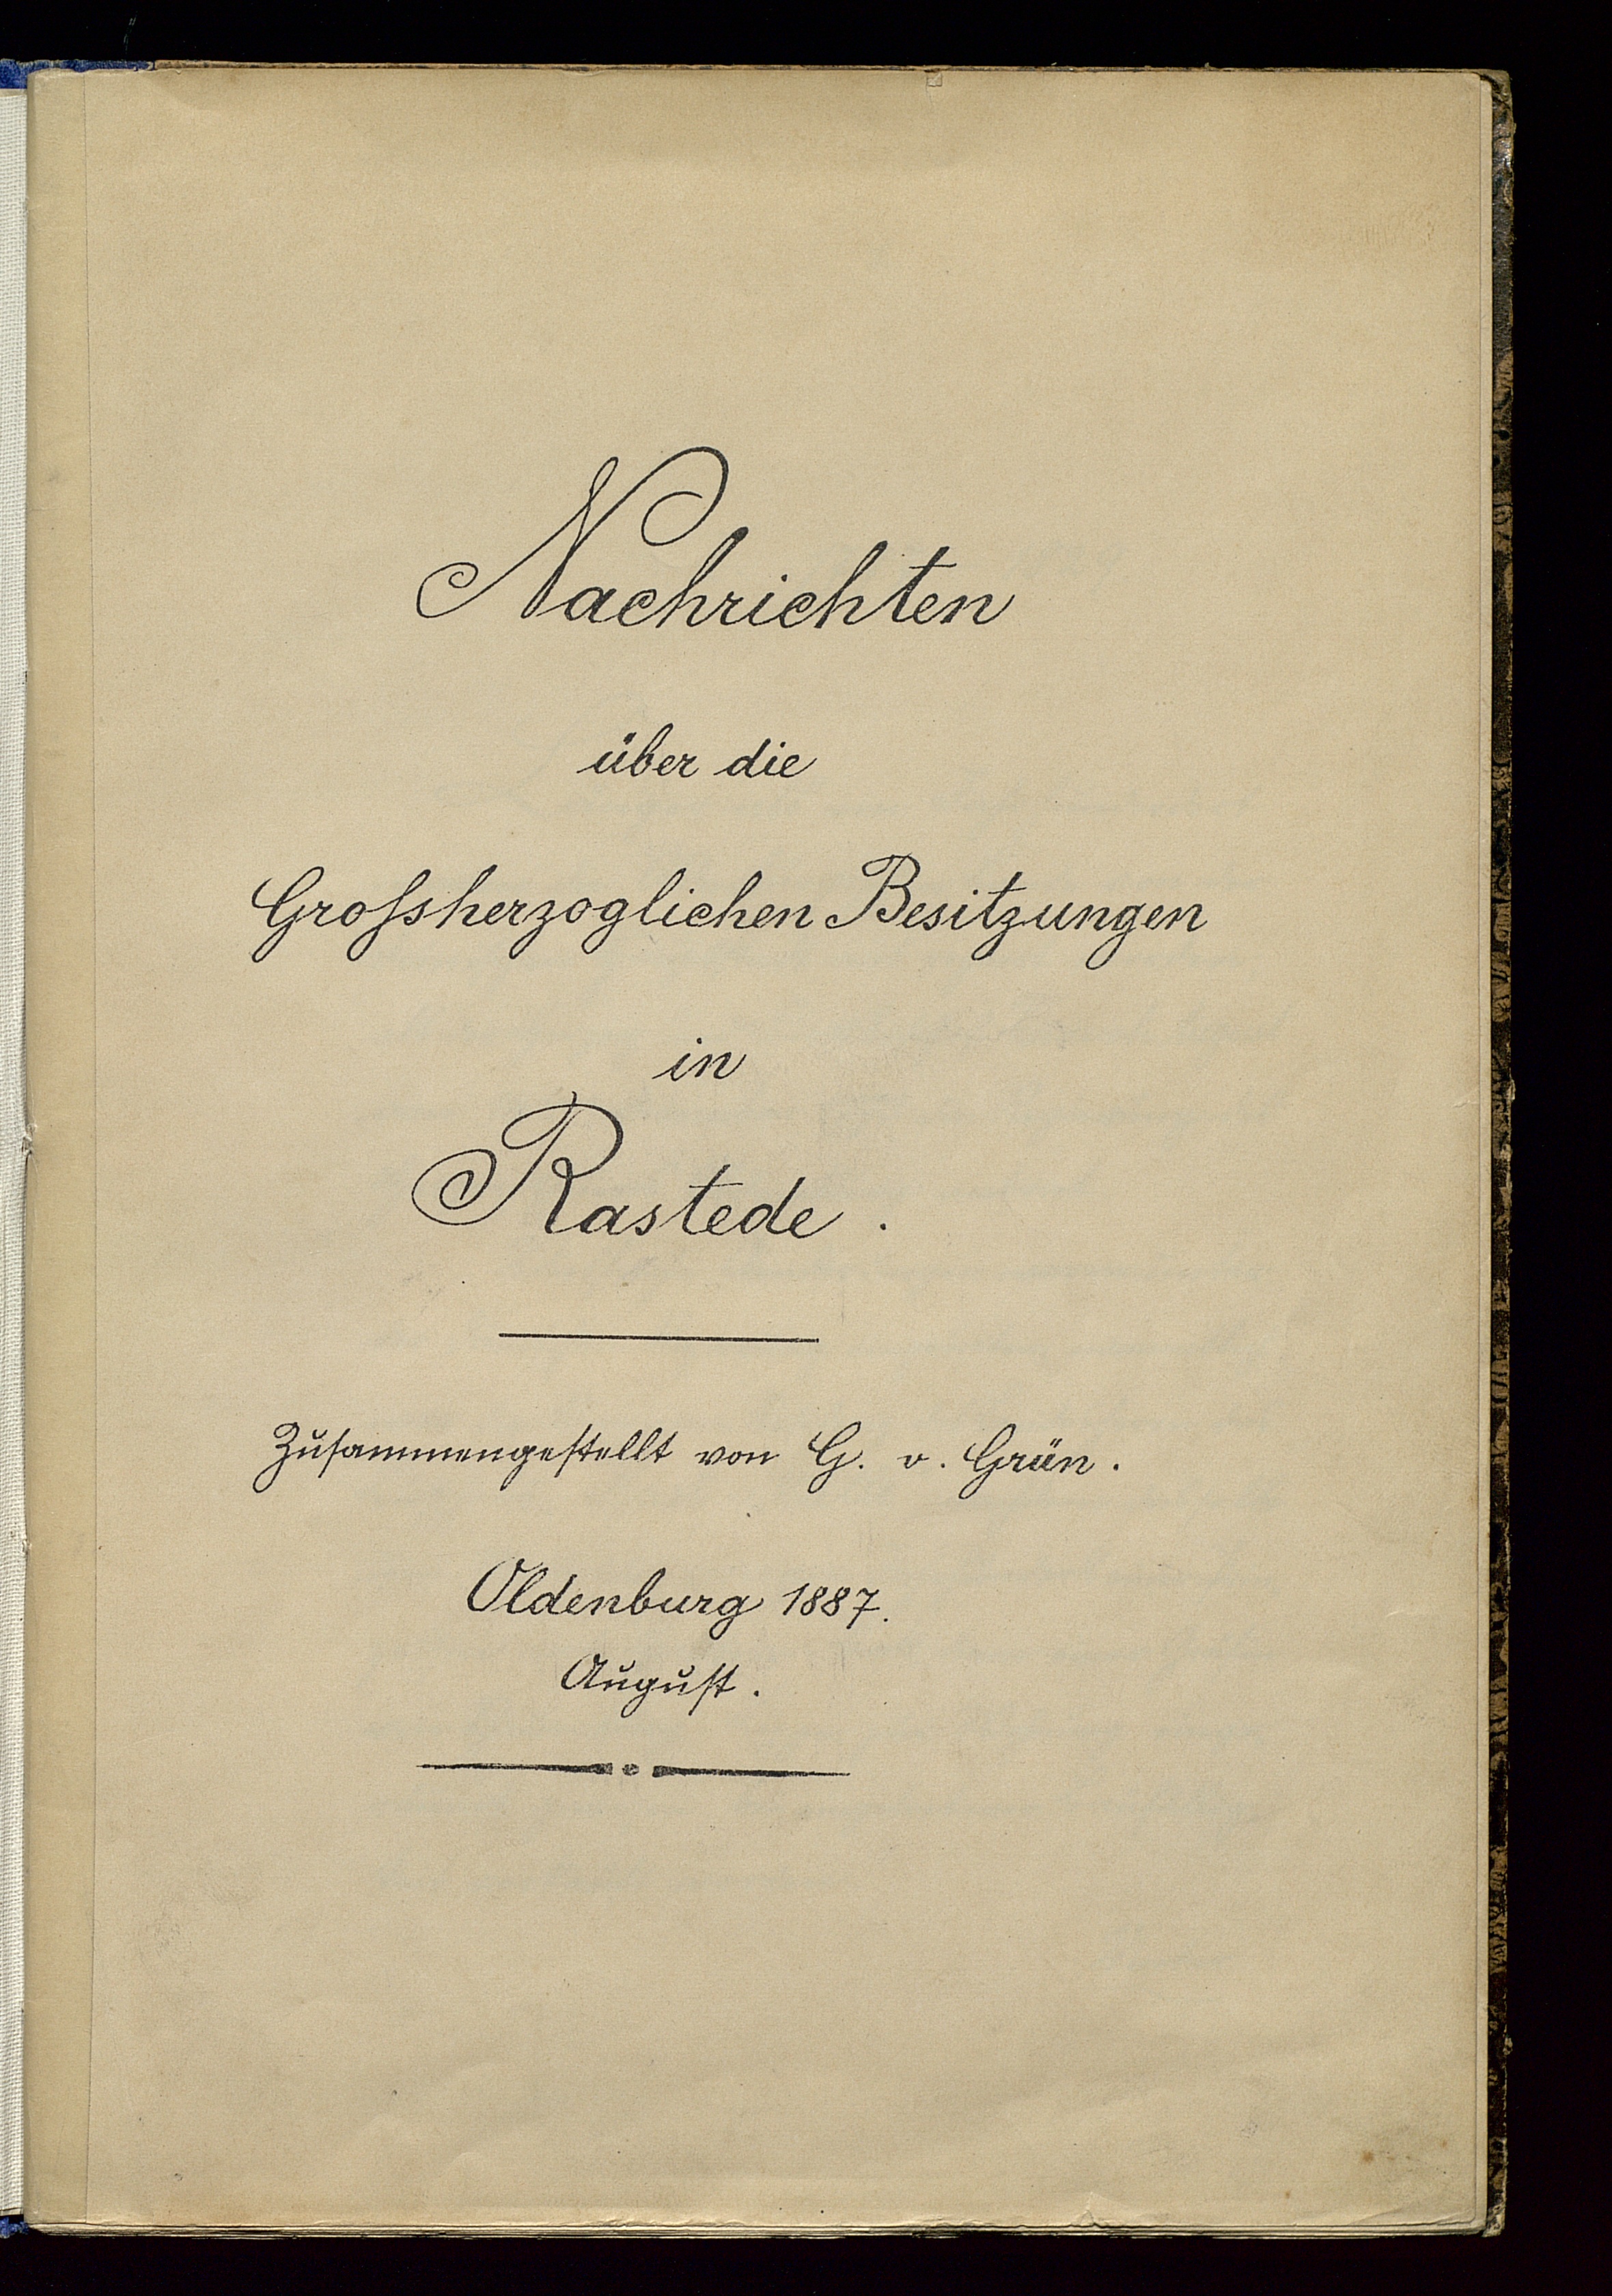 Nachrichten
über die
Grossherzoglichen Besitzungen
in
Rastede.
Zusammengestellt von G. v. Grün.
Oldenburg 1887.
August.